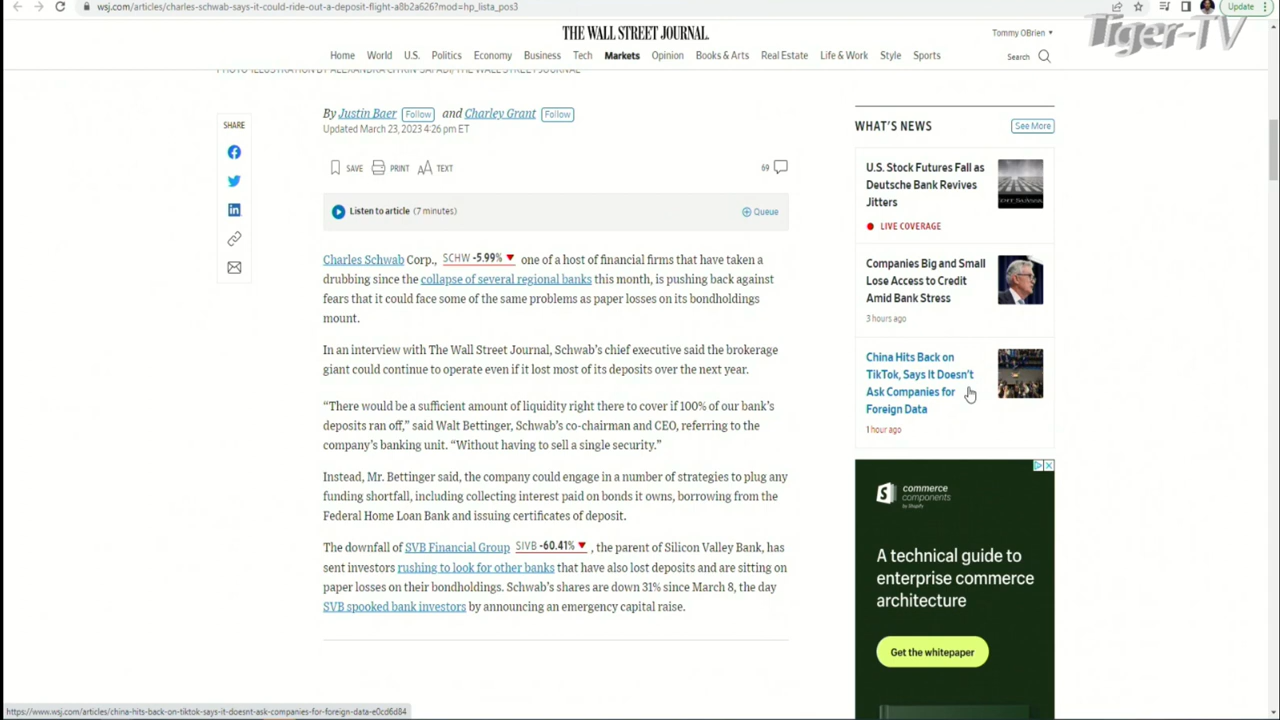 wsj.com/articles/charles-schwab-says-it-could-ride-out-a-deposit-flight-a8b2a626?mod=hp_lista_pos3
Update
Tiger-TV
THE WALL STREET JOURNAL.
Tommy OBrien
Home World U.S. Politics Economy Business Tech Markets Opinion Books & Arts Real Estate Life & Work Style Sports
Search
SHARE
By Justin Baer Follow and Charley Grant Follow
Updated March 23, 2023 4:26 pm ET
SAVE PRINT AA TEXT
69
Listen to article (7 minutes)
Queue
Charles Schwab Corp., SCHW -5.99% one of a host of financial firms that have taken a
drubbing since the collapse of several regional banks this month, is pushing back against
fears that it could face some of the same problems as paper losses on its bondholdings
mount.
In an interview with The Wall Street Journal, Schwab's chief executive said the brokerage
giant could continue to operate even if it lost most of its deposits over the next year.
“There would be a sufficient amount of liquidity right there to cover if 100% of our bank's
deposits ran off,” said Walt Bettinger, Schwab's co-chairman and CEO, referring to the
company's banking unit. “Without having to sell a single security.”
Instead, Mr. Bettinger said, the company could engage in a number of strategies to plug any
funding shortfall, including collecting interest paid on bonds it owns, borrowing from the
Federal Home Loan Bank and issuing certificates of deposit.
The downfall of SVB Financial Group SIVB -60.41% , the parent of Silicon Valley Bank, has
sent investors rushing to look for other banks that have also lost deposits and are sitting on
paper losses on their bondholdings. Schwab's shares are down 31% since March 8, the day
SVB spooked bank investors by announcing an emergency capital raise.
WHAT'S NEWS
See More
U.S. Stock Futures Fall as
Deutsche Bank Revives
Jitters
LIVE COVERAGE
Companies Big and Small
Lose Access to Credit
Amid Bank Stress
3 hours ago
China Hits Back on
TikTok, Says It Doesn't
Ask Companies for
Foreign Data
1 hour ago
commerce
components
by Shopify
A technical guide to
enterprise commerce
architecture
Get the whitepaper
https://www.wsj.com/articles/china-hits-back-on-tiktok-says-it-doesnt-ask-companies-for-foreign-data-e0cd6d84